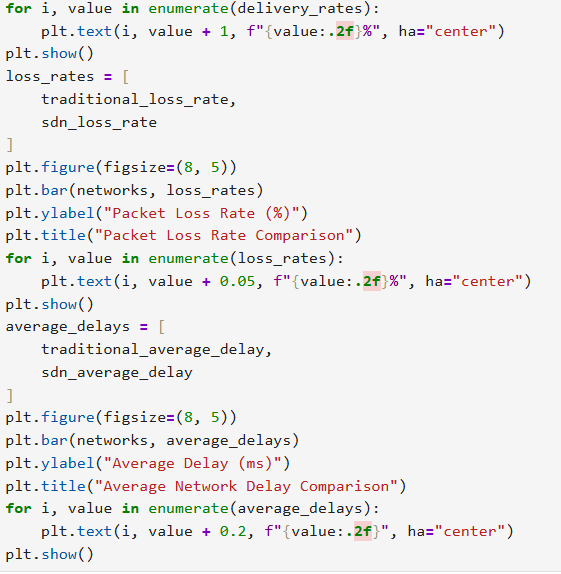 for i, value in enumerate(delivery_rates):
    plt.text(i, value + 1, f"{value:.2f}%", ha="center")
plt.show()
loss_rates = [
    traditional_loss_rate,
    sdn_loss_rate
]
plt.figure(figsize=(8, 5))
plt.bar(networks, loss_rates)
plt.ylabel("Packet Loss Rate (%)")
plt.title("Packet Loss Rate Comparison")
for i, value in enumerate(loss_rates):
    plt.text(i, value + 0.05, f"{value:.2f}%", ha="center")
plt.show()
average_delays = [
    traditional_average_delay,
    sdn_average_delay
]
plt.figure(figsize=(8, 5))
plt.bar(networks, average_delays)
plt.ylabel("Average Delay (ms)")
plt.title("Average Network Delay Comparison")
for i, value in enumerate(average_delays):
    plt.text(i, value + 0.2, f"{value:.2f}", ha="center")
plt.show()